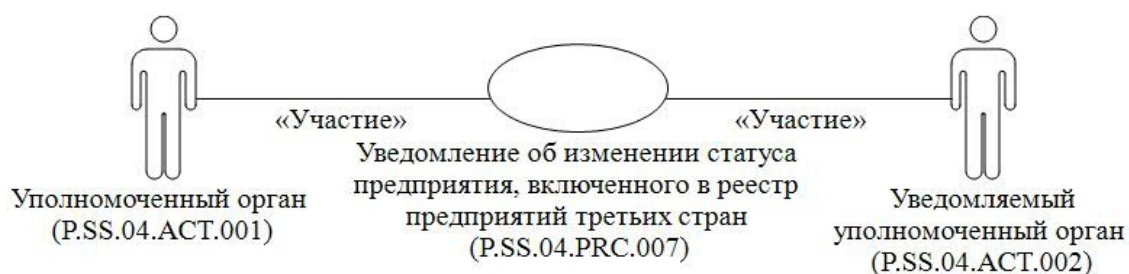 «Участие»
«Участие»
Уведомление об изменении статуса
предприятия, включенного в реестр
предприятий третьих стран
(P.SS.04.PRC.007)
Уполномоченный орган
(P.SS.04.ACT.001)
Уведомляемый
уполномоченный орган
(P.SS.04.ACT.002)